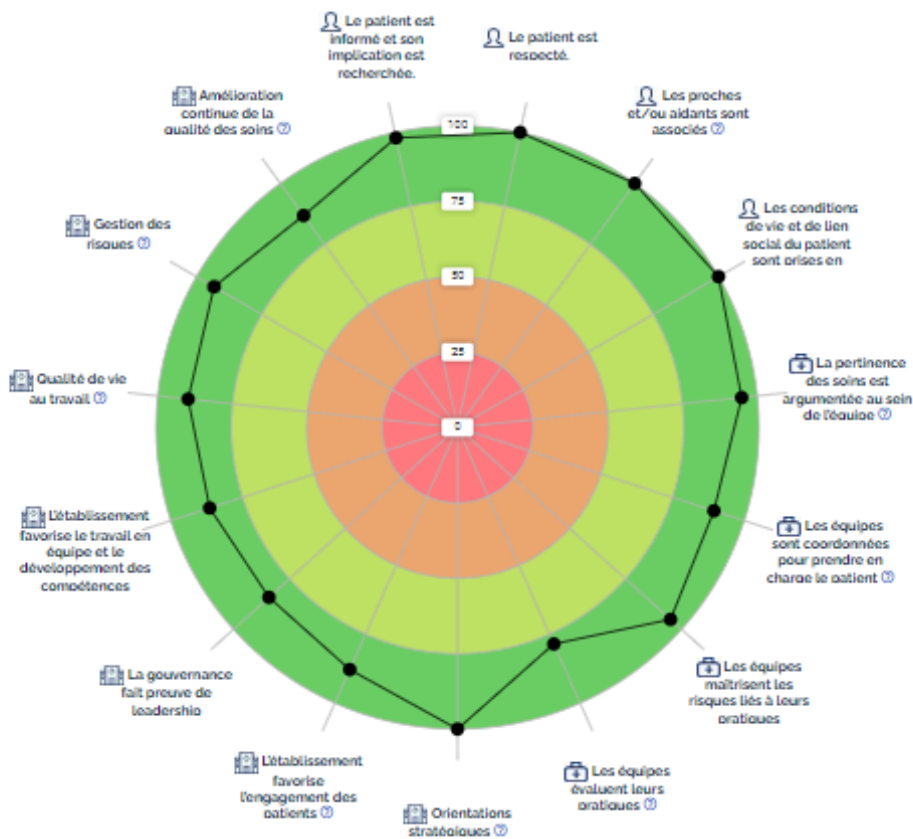 Le patient est
informé et son
implication est
recherchée.
Le patient est
respecté.
Les proches
et/ou aidants sont
associés ?
Les conditions
de vie et de lien
social du patient
sont prises en
La pertinence
des soins est
argumentée au sein
de l'équipe ?
Les équipes
sont coordonnées
pour prendre en
charge le patient ?
Les équipes
maîtrisent les
risques liés à leurs
pratiques
Les équipes
évaluent leurs
pratiques ?
Orientations
stratégiques ?
L'établissement
favorise
l'engagement des
patients ?
La gouvernance
fait preuve de
leadership
L'établissement
favorise le travail en
équipe et le
développement des
compétences
Qualité de vie
au travail ?
Gestion des
risques ?
Amélioration
continue de la
qualité des soins ?
100
75
50
25
0